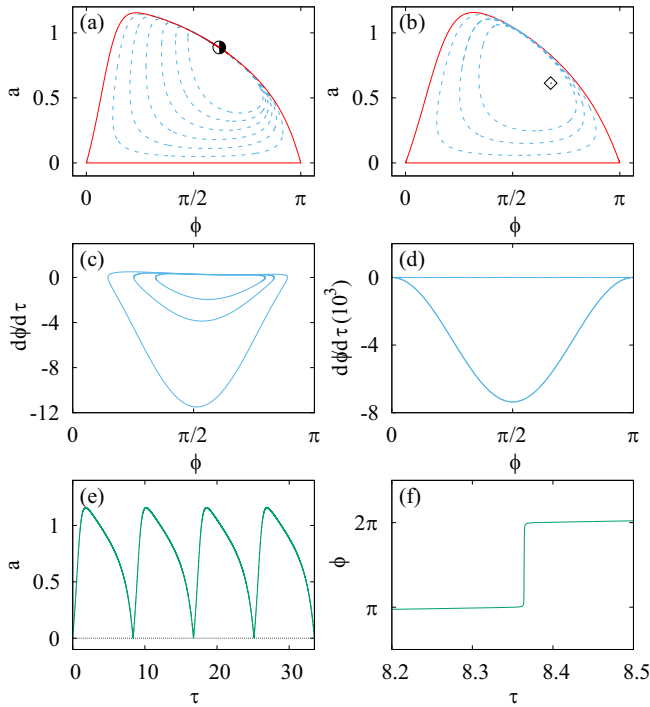 (a) (b)
a 1 0.5 0 a 1 0.5 0
0 π/2 π 0 π/2 π
ϕ ϕ
(c) (d)
dϕ/dτ 0 -4 -8 -12 dϕ/dτ (10³) 0 -4 -8
0 π/2 π 0 π/2 π
ϕ ϕ
(e) (f)
a 1 0.5 0 ϕ 2π π
0 10 20 30 8.2 8.3 8.4 8.5
τ τ